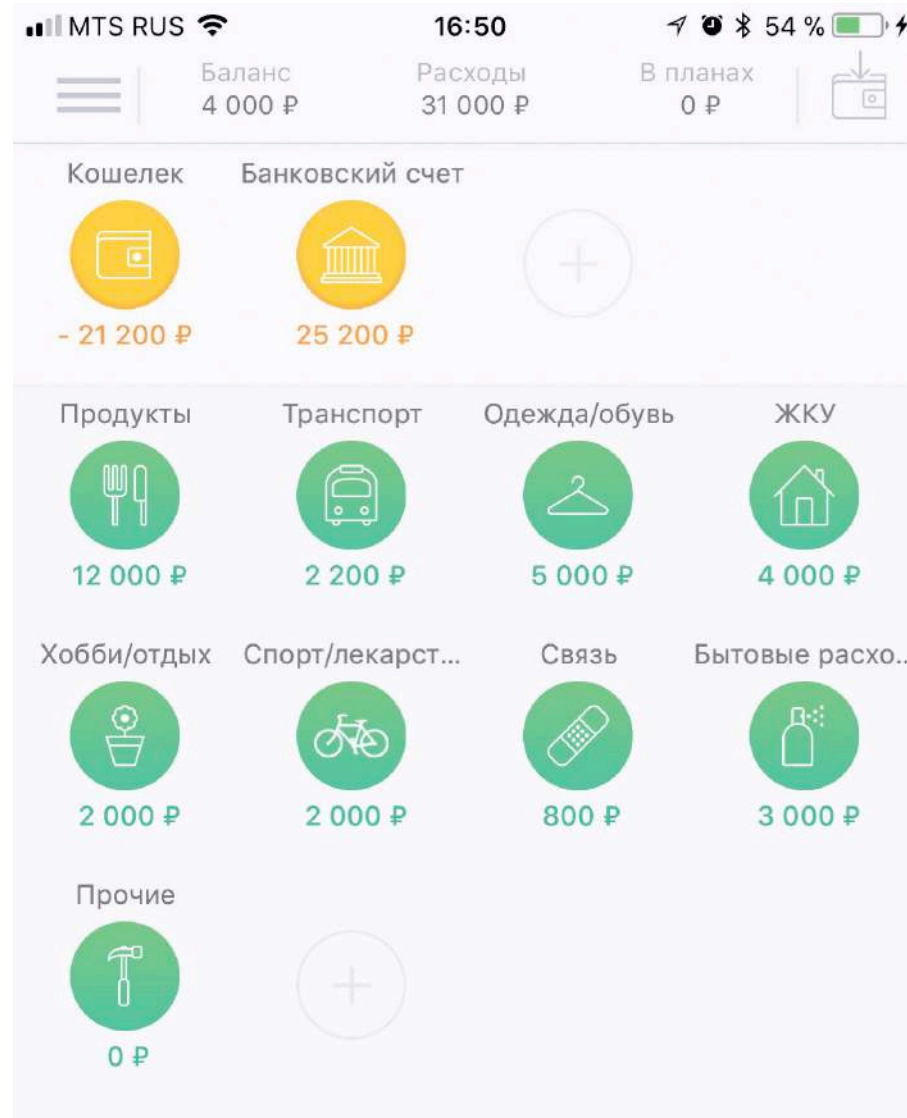 MTS RUS 16:50 54 %
Баланс Расходы В планах
4 000 ₽ 31 000 ₽ 0 ₽
Кошелек Банковский счет
- 21 200 ₽ 25 200 ₽
Продукты Транспорт Одежда/обувь ЖКУ
12 000 ₽ 2 200 ₽ 5 000 ₽ 4 000 ₽
Хобби/отдых Спорт/лекарст... Связь Бытовые расхо..
2 000 ₽ 2 000 ₽ 800 ₽ 3 000 ₽
Прочие
0 ₽